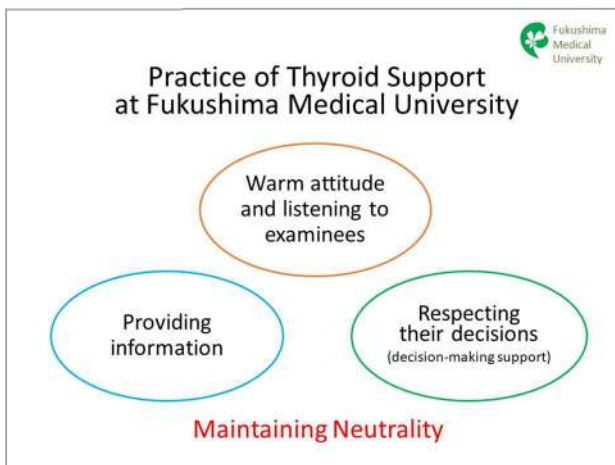 Fukushima
Medical
University
Practice of Thyroid Support
at Fukushima Medical University
Warm attitude
and listening to
examinees
Providing
information
Respecting
their decisions
(decision-making support)
Maintaining Neutrality